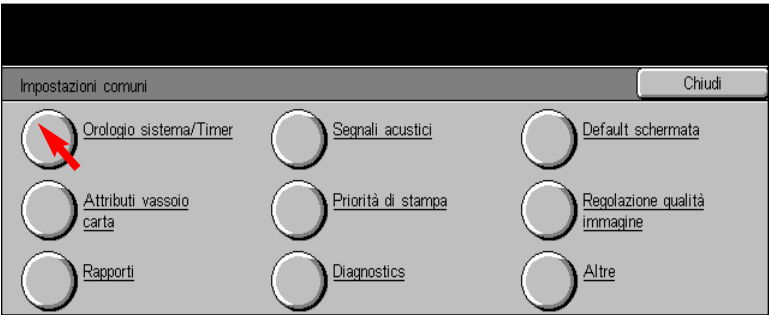 Impostazioni comuni
Chiudi
Orologio sistema/Timer
Segnali acustici
Default schermata
Attributi vassoio
carta
Priorità di stampa
Regolazione qualità
immagine
Rapporti
Diagnostics
Altre